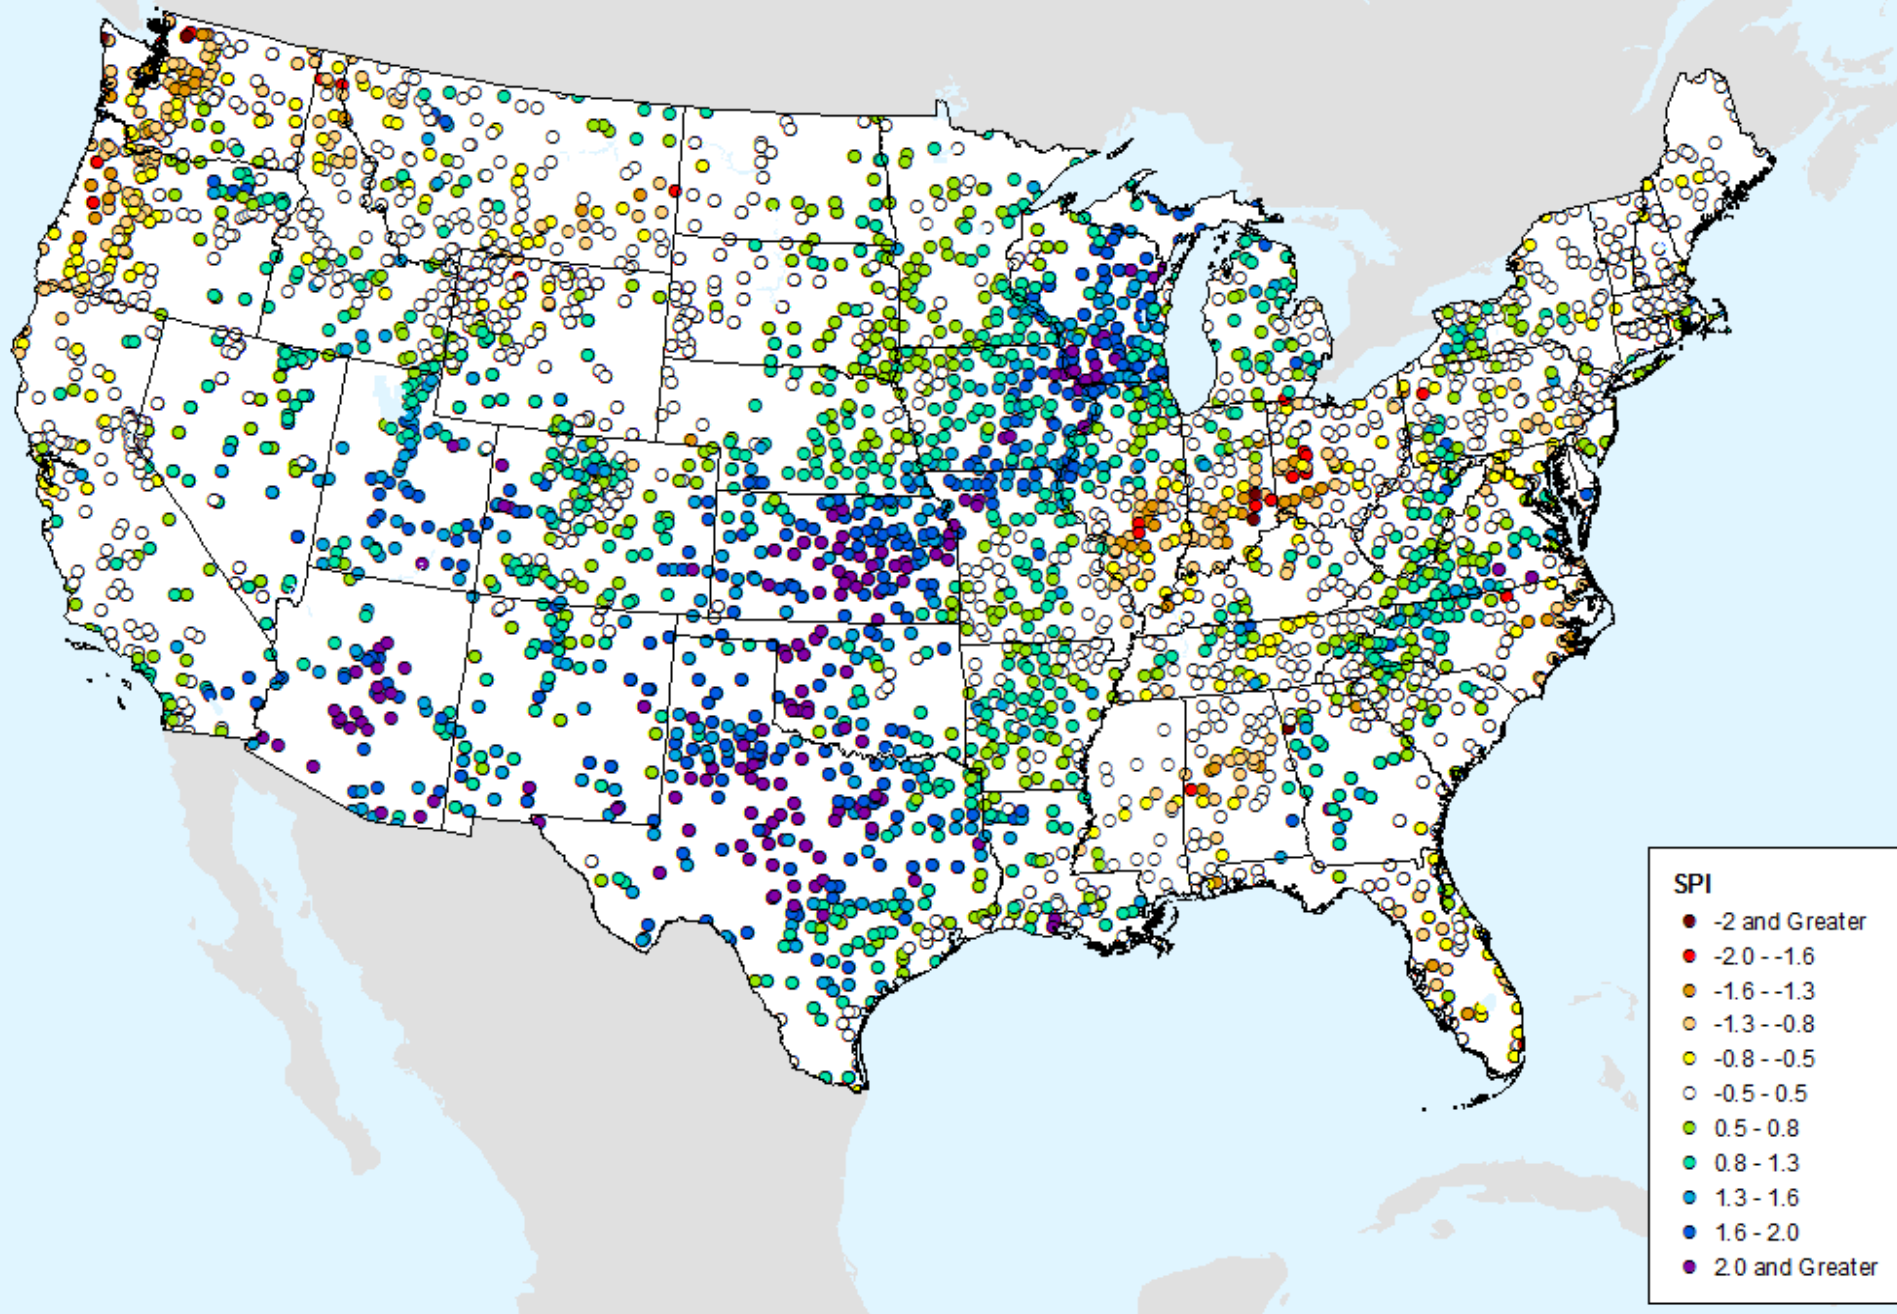 SPI
-2 and Greater
-2.0 - -1.6
-1.6 - -1.3
-1.3 - -0.8
-0.8 - -0.5
-0.5 - 0.5
0.5 - 0.8
0.8 - 1.3
1.3 - 1.6
1.6 - 2.0
2.0 and Greater